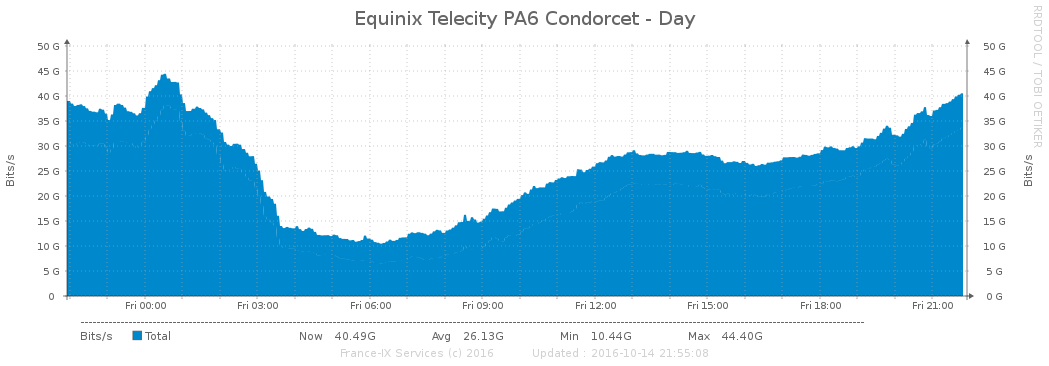 Equinix Telecity PA6 Condorcet - Day
RRDTOOL / TOBI OETIKER
Bits/s
50 G
45 G
40 G
35 G
30 G
25 G
20 G
15 G
10 G
5 G
0
50 G
45 G
40 G
35 G
30 G
25 G
20 G
15 G
10 G
5 G
0 G
Bits/s
Fri 00:00 Fri 03:00 Fri 06:00 Fri 09:00 Fri 12:00 Fri 15:00 Fri 18:00 Fri 21:00
Bits/s Total Now 40.49G Avg 26.13G Min 10.44G Max 44.40G
France-IX Services (c) 2016 Updated : 2016-10-14 21:55:08